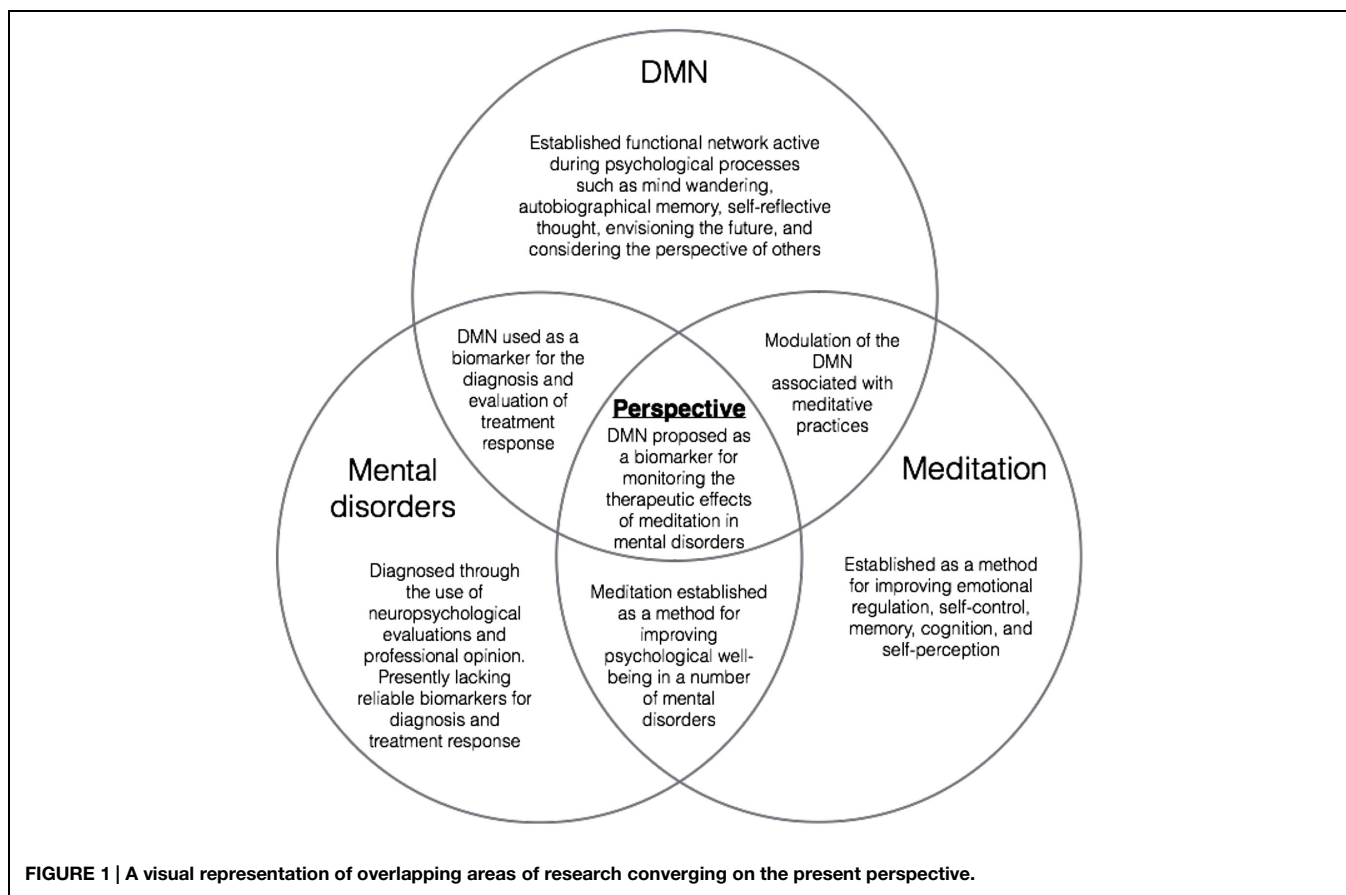 DMN
Established functional network active
during psychological processes
such as mind wandering,
autobiographical memory, self-reflective
thought, envisioning the future, and
considering the perspective of others
DMN used as a
biomarker for the
diagnosis and
evaluation of
treatment
response
Modulation of the
DMN
associated with
meditative
practices
Perspective
DMN proposed as
a biomarker for
monitoring the
therapeutic effects
of meditation in
mental disorders
Mental
disorders
Meditation
Diagnosed through
the use of
neuropsychological
evaluations and
professional opinion.
Presently lacking
reliable biomarkers for
diagnosis and
treatment response
Meditation established
as a method for
improving
psychological well-
being in a number
of mental
disorders
Established as a method
for improving emotional
regulation, self-control,
memory, cognition, and
self-perception
FIGURE 1 | A visual representation of overlapping areas of research converging on the present perspective.